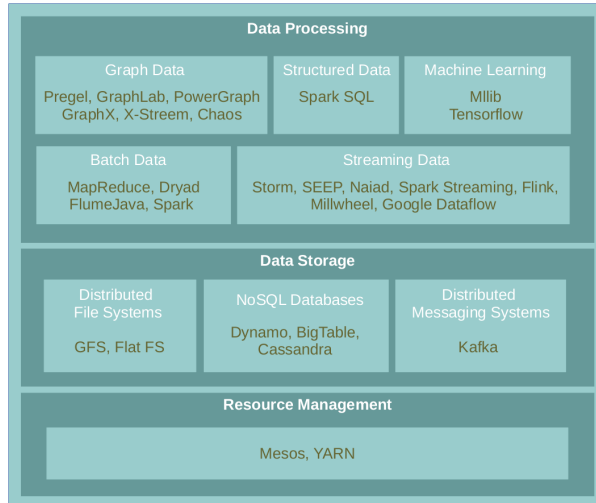 Data Processing
Graph Data
Pregel, GraphLab, PowerGraph
GraphX, X-Streem, Chaos
Structured Data
Spark SQL
Machine Learning
Mllib
Tensorflow
Batch Data
MapReduce, Dryad
FlumeJava, Spark
Streaming Data
Storm, SEEP, Naiad, Spark Streaming, Flink,
Millwheel, Google Dataflow
Data Storage
Distributed
File Systems
GFS, Flat FS
NoSQL Databases
Dynamo, BigTable,
Cassandra
Distributed
Messaging Systems
Kafka
Resource Management
Mesos, YARN